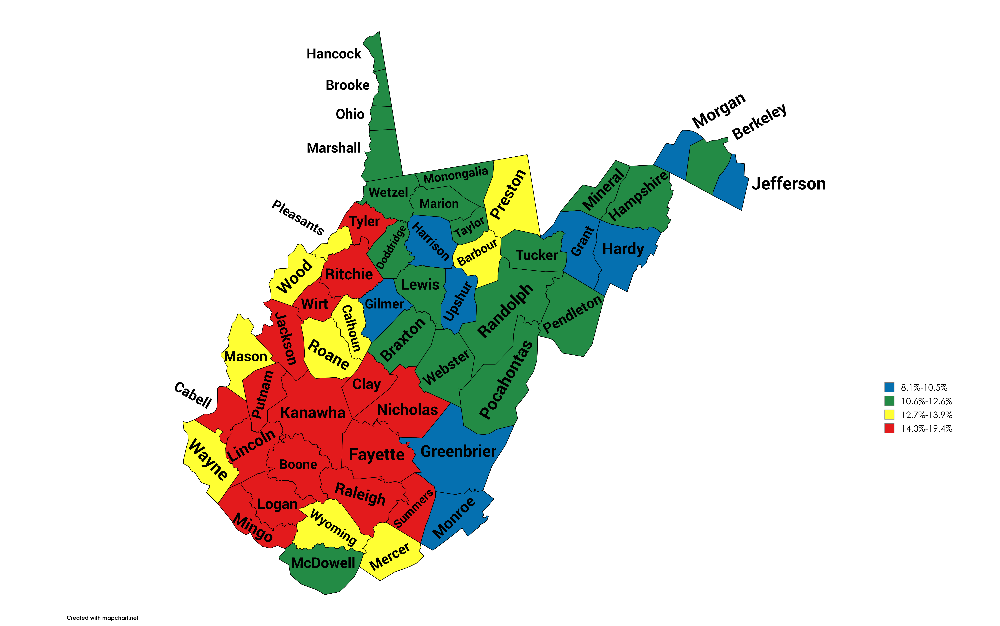 Hancock
Brooke
Ohio
Marshall
Morgan
Berkeley
Jefferson
Monongalia
Preston
Mineral
Hampshire
Wetzel
Marion
Pleasants
Tyler
Taylor
Doddridge
Harrison
Barbour
Tucker
Grant
Hardy
Wood
Ritchie
Lewis
Upshur
Wirt
Gilmer
Calhoun
Randolph
Pendleton
Jackson
Roane
Braxton
Mason
Webster
Pocahontas
Cabell
Putnam
Clay
Kanawha
Nicholas
Lincoln
Wayne
Boone
Fayette
Greenbrier
Logan
Raleigh
Summers
Mingo
Wyoming
Monroe
McDowell
Mercer
8.1%-10.5%
10.6%-12.6%
12.7%-13.9%
14.0%-19.4%
Created with mapchart.net